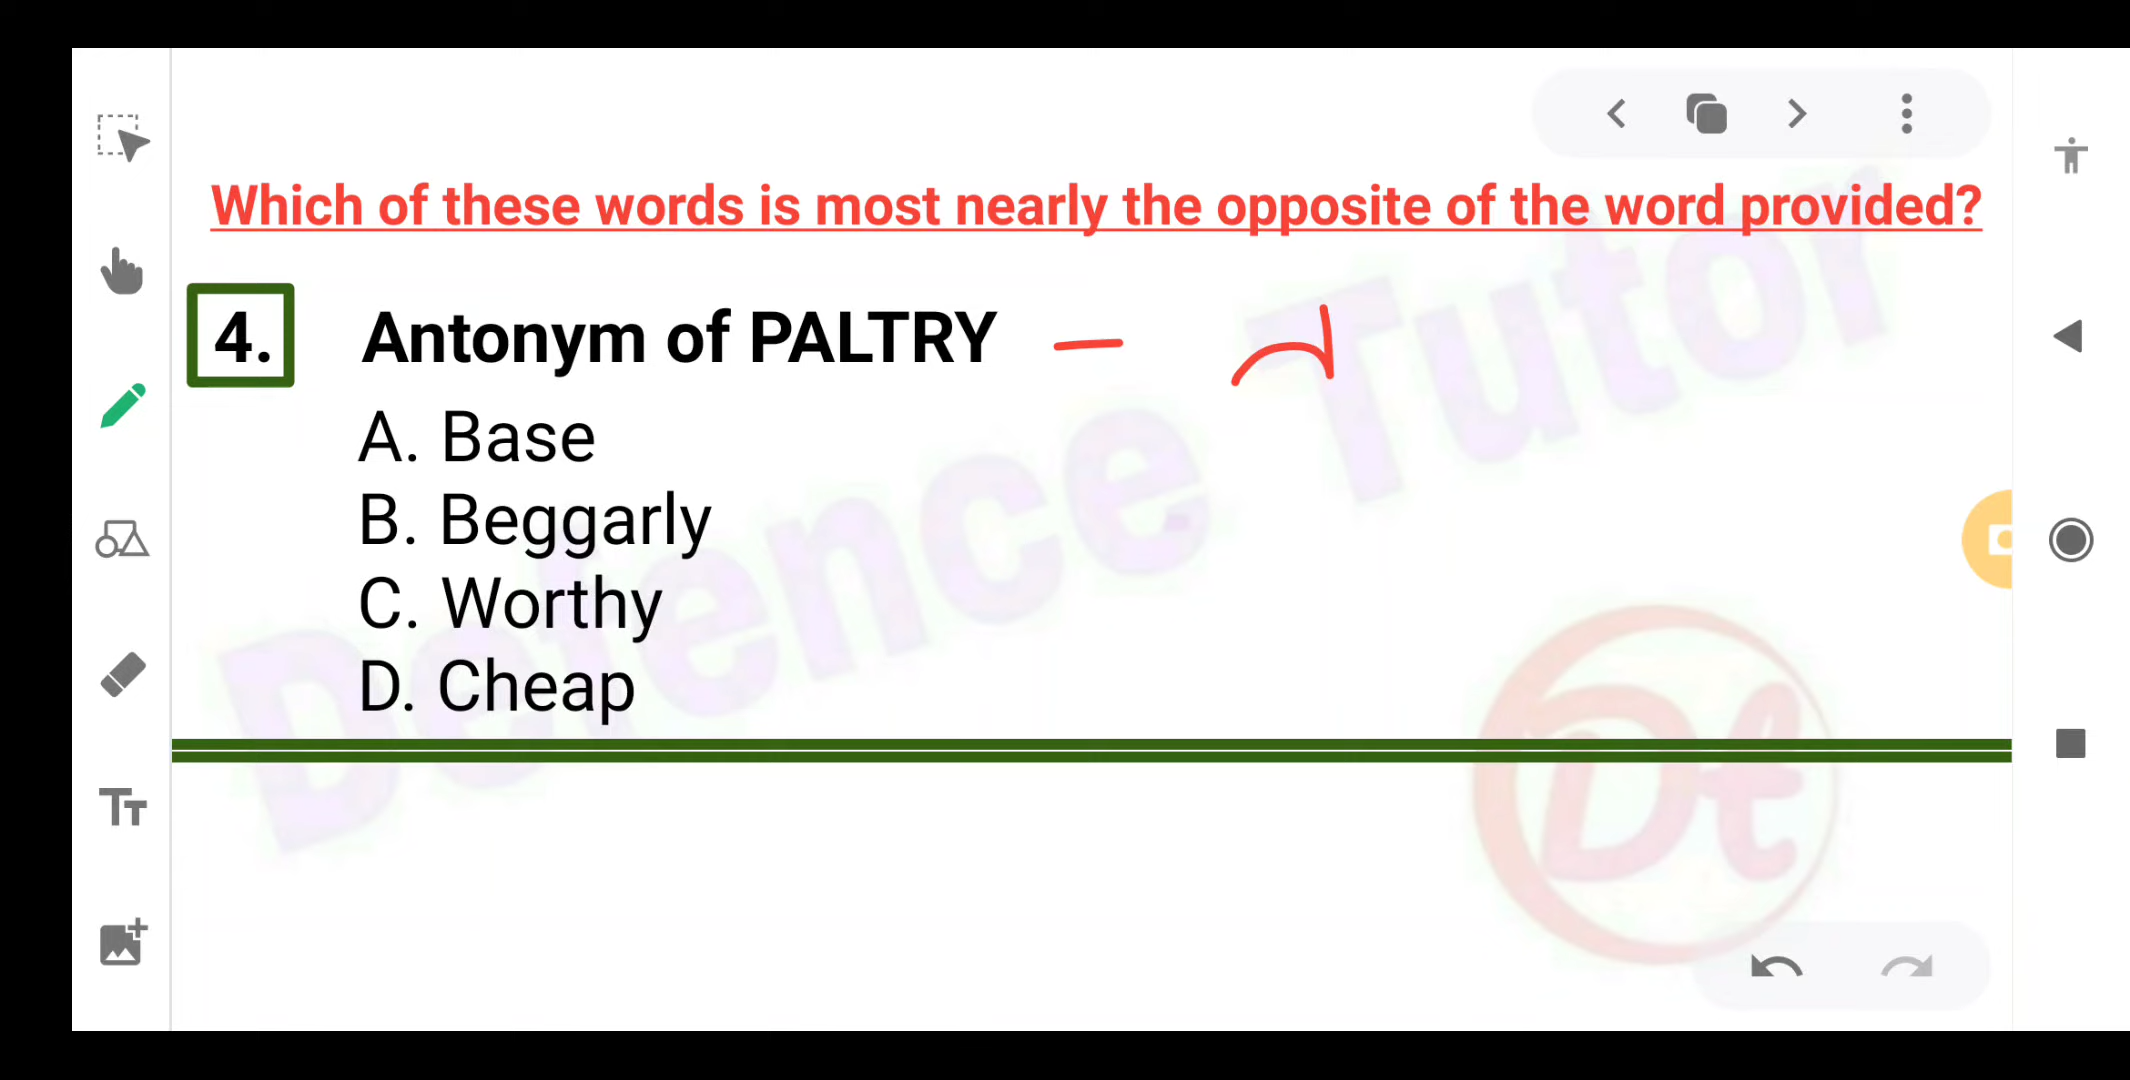 Which of these words is most nearly the opposite of the word provided?
4. Antonym of PALTRY —
A. Base
B. Beggarly
C. Worthy
D. Cheap
Defence Tutor
Dt